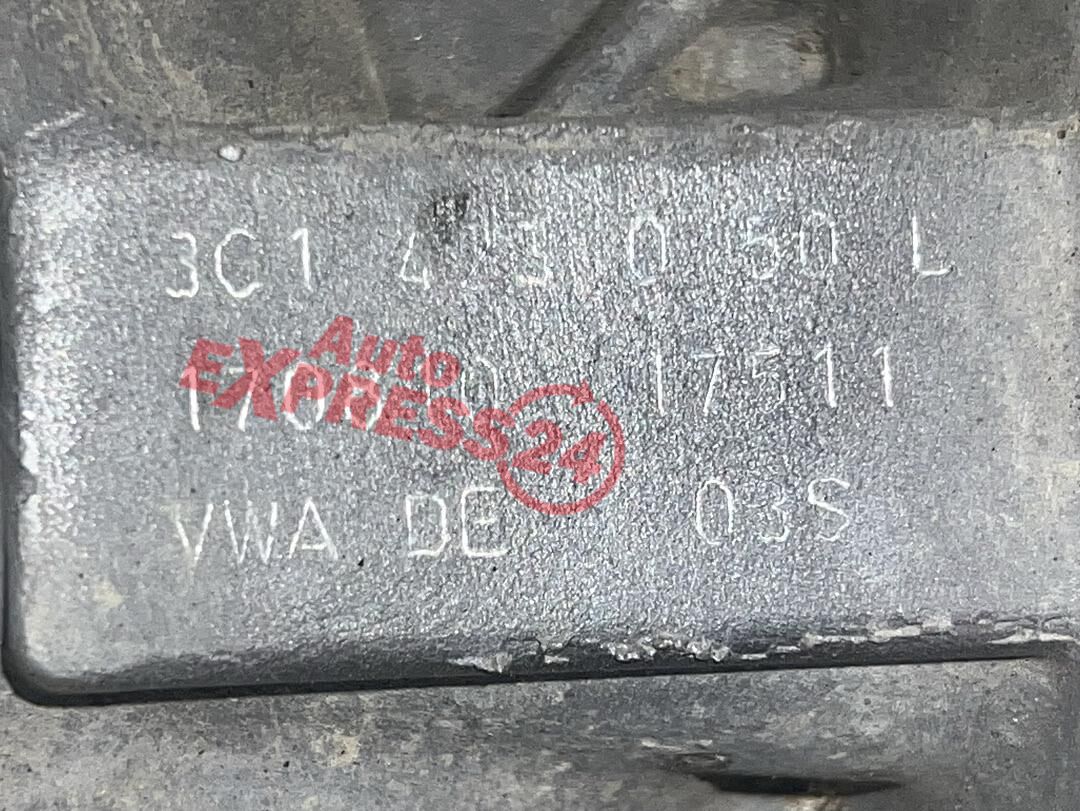 3C1 423 050 L
17511
VWA DE 03S
Auto
EXPRESS24